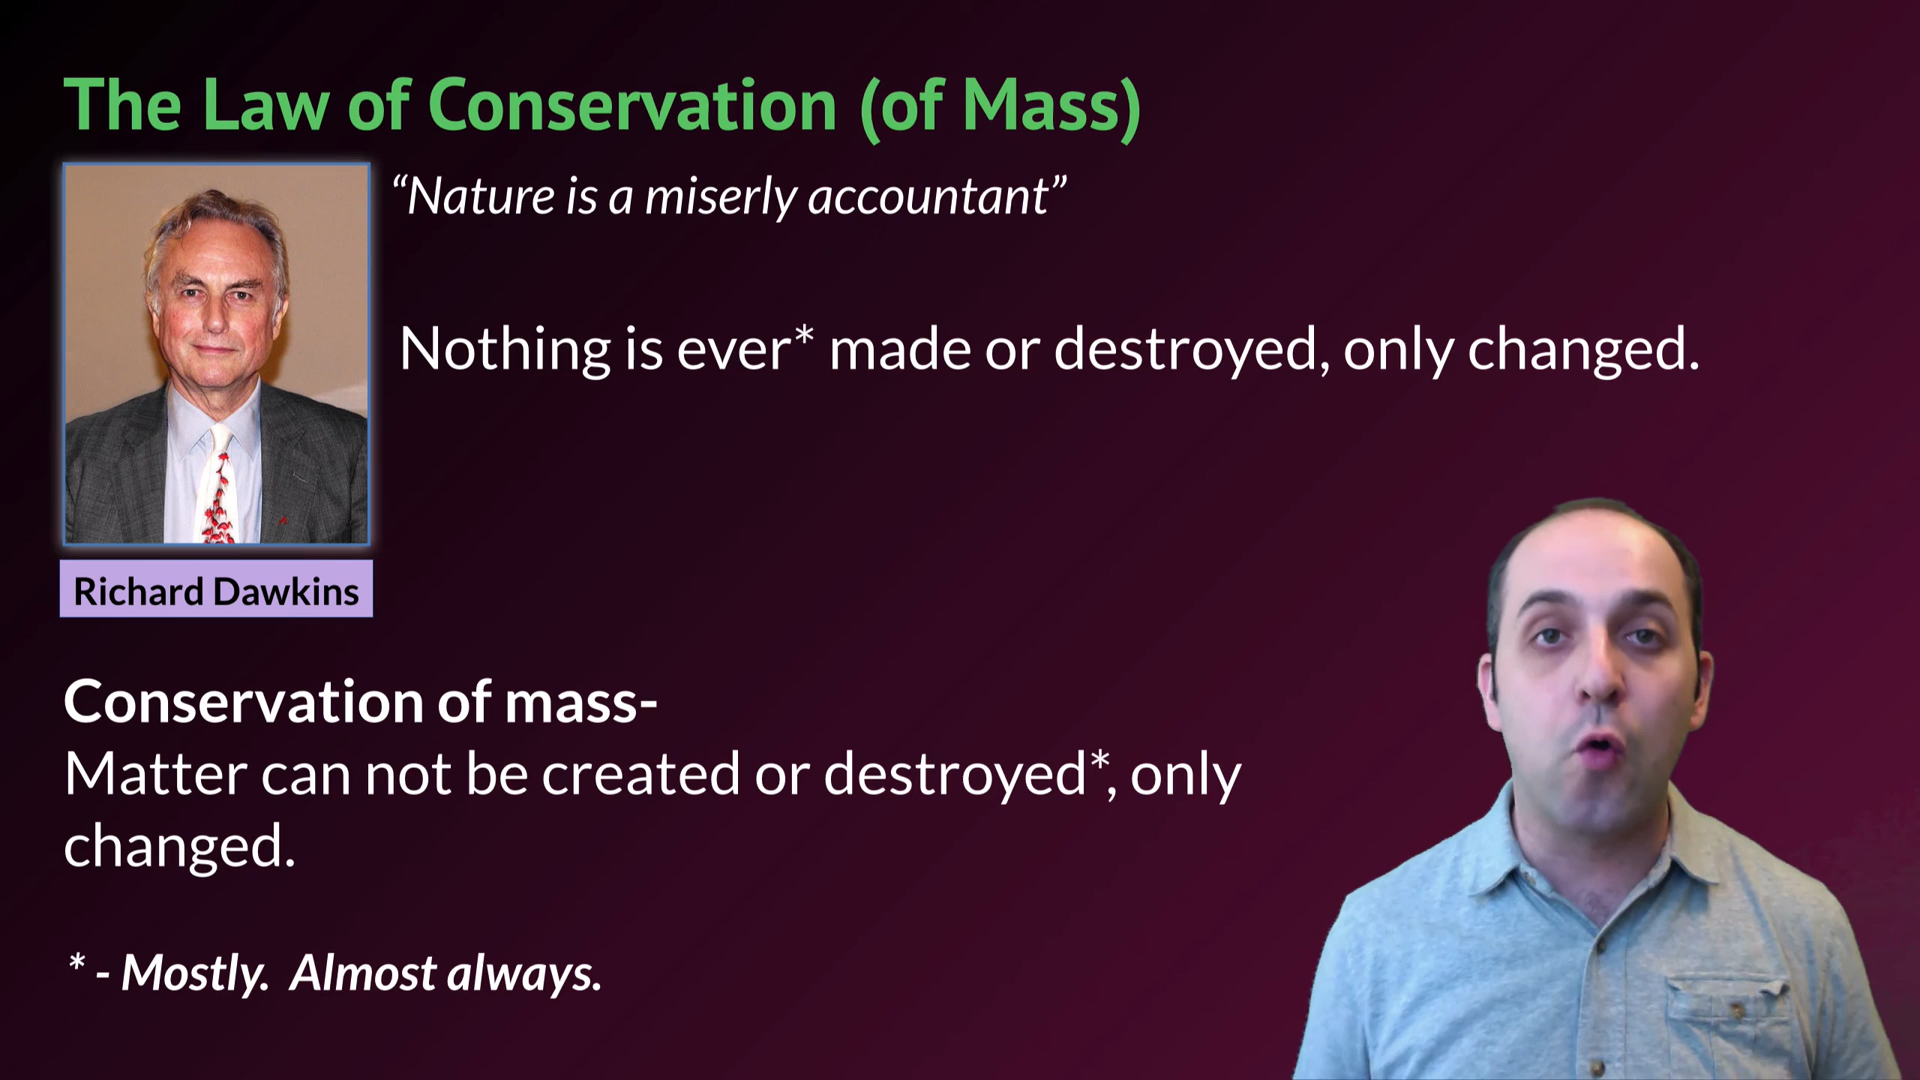 The Law of Conservation (of Mass)
“Nature is a miserly accountant”
Nothing is ever* made or destroyed, only changed.
Richard Dawkins
Conservation of mass-
Matter can not be created or destroyed*, only
changed.
* - Mostly.  Almost always.